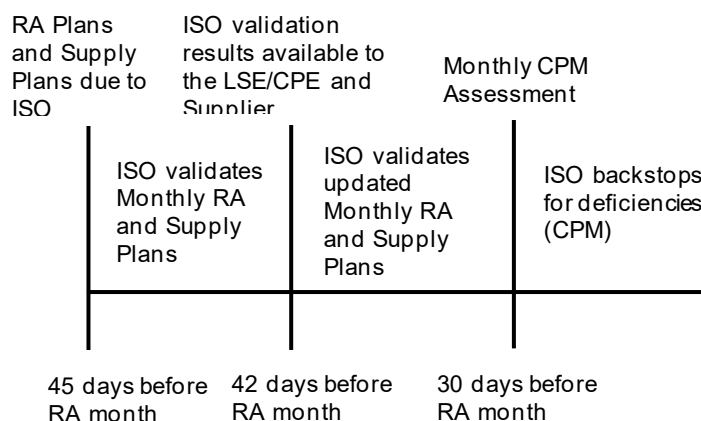 RA Plans
and Supply
Plans due to
ISO
ISO validation
results available to
the LSE/CPE and
Supplier
Monthly CPM
Assessment
ISO validates
Monthly RA
and Supply
Plans
ISO validates
updated
Monthly RA
and Supply
Plans
ISO backstops
for deficiencies
(CPM)
45 days before
RA month
42 days before
RA month
30 days before
RA month